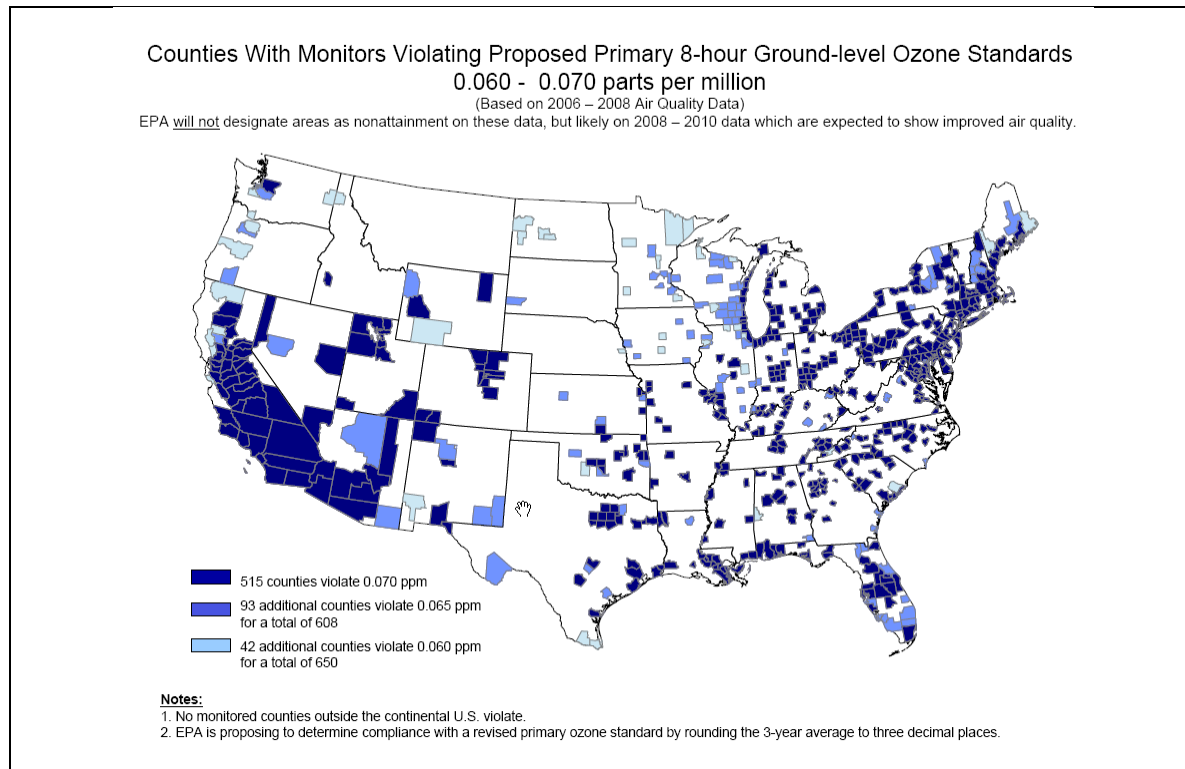 Counties With Monitors Violating Proposed Primary 8-hour Ground-level Ozone Standards
0.060 - 0.070 parts per million
(Based on 2006 – 2008 Air Quality Data)
EPA will not designate areas as nonattainment on these data, but likely on 2008 – 2010 data which are expected to show improved air quality.
515 counties violate 0.070 ppm
93 additional counties violate 0.065 ppm
for a total of 608
42 additional counties violate 0.060 ppm
for a total of 650
Notes:
1. No monitored counties outside the continental U.S. violate.
2. EPA is proposing to determine compliance with a revised primary ozone standard by rounding the 3-year average to three decimal places.